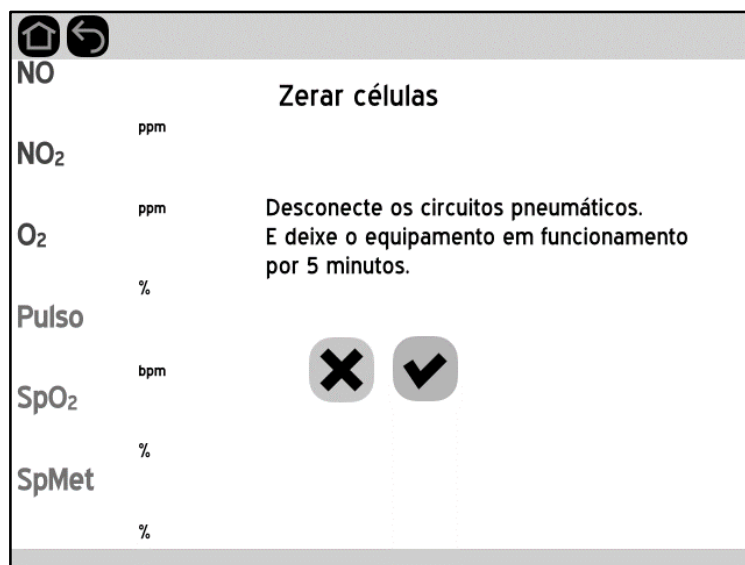 NO
Zerar células
ppm
NO₂
ppm
Desconecte os circuitos pneumáticos.
O₂
E deixe o equipamento em funcionamento
por 5 minutos.
%
Pulso
bpm
SpO₂
%
SpMet
%